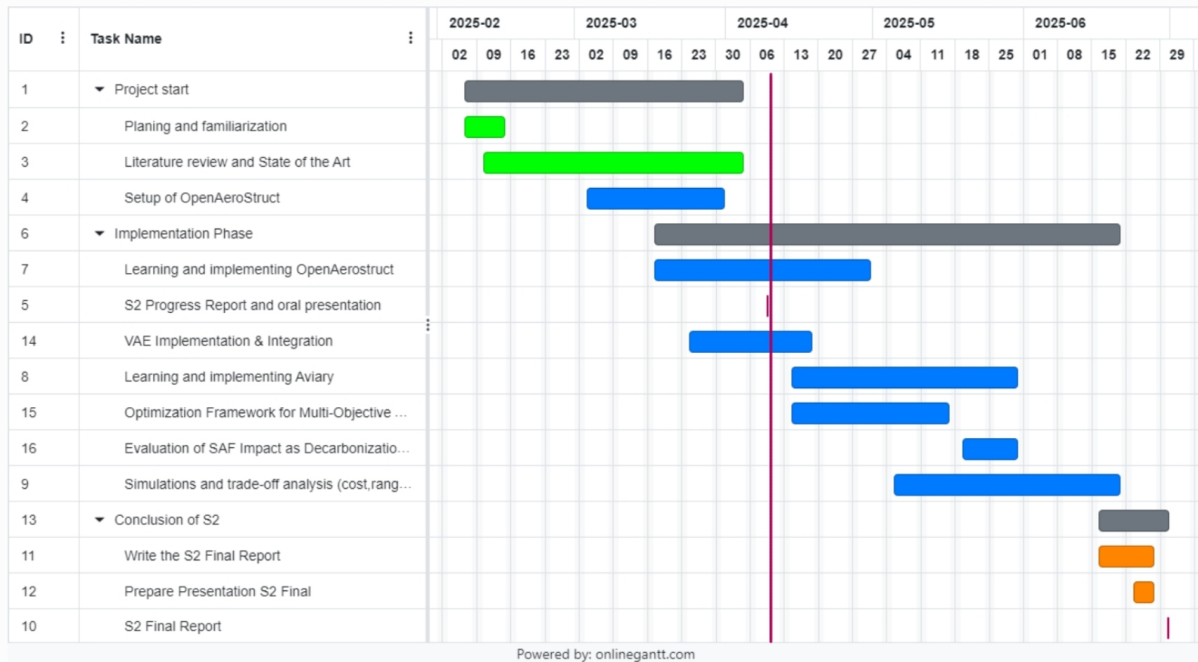 ID Task Name 2025-02 2025-03 2025-04 2025-05 2025-06
02 09 16 23 02 09 16 23 30 06 13 20 27 04 11 18 25 01 08 15 22 29
1 Project start
2 Planing and familiarization
3 Literature review and State of the Art
4 Setup of OpenAeroStruct
6 Implementation Phase
7 Learning and implementing OpenAerostruct
5 S2 Progress Report and oral presentation
14 VAE Implementation & Integration
8 Learning and implementing Aviary
15 Optimization Framework for Multi-Objective ...
16 Evaluation of SAF Impact as Decarbonizatio...
9 Simulations and trade-off analysis (cost,rang...
13 Conclusion of S2
11 Write the S2 Final Report
12 Prepare Presentation S2 Final
10 S2 Final Report
Powered by: onlinegantt.com